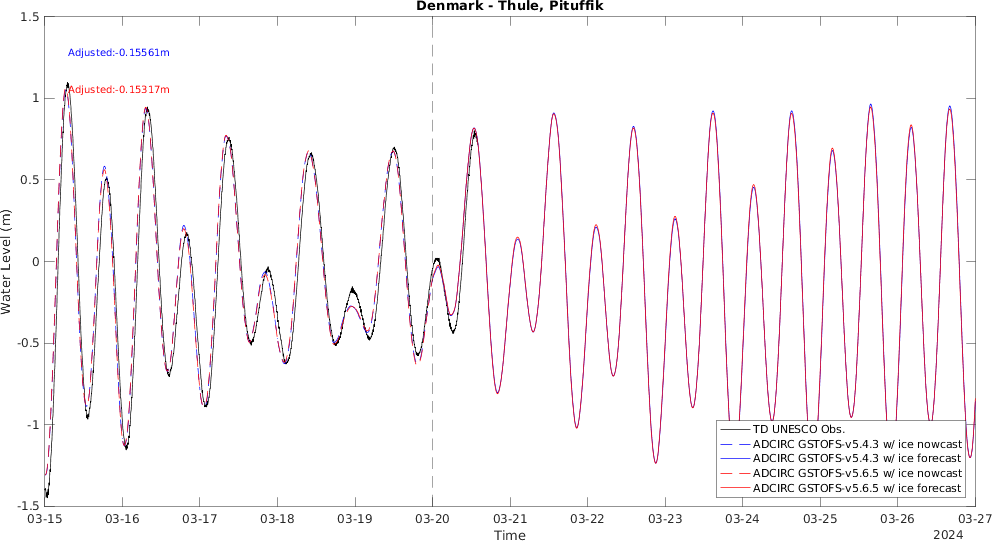 Denmark - Thule, Pituffik
Adjusted:-0.15561m
Adjusted:-0.15317m
Water Level (m)
1.5
1
0.5
0
-0.5
-1
-1.5
TD UNESCO Obs.
ADCIRC GSTOFS-v5.4.3 w/ ice nowcast
ADCIRC GSTOFS-v5.4.3 w/ ice forecast
ADCIRC GSTOFS-v5.6.5 w/ ice nowcast
ADCIRC GSTOFS-v5.6.5 w/ ice forecast
03-15 03-16 03-17 03-18 03-19 03-20 03-21 03-22 03-23 03-24 03-25 03-26 03-27
Time
2024